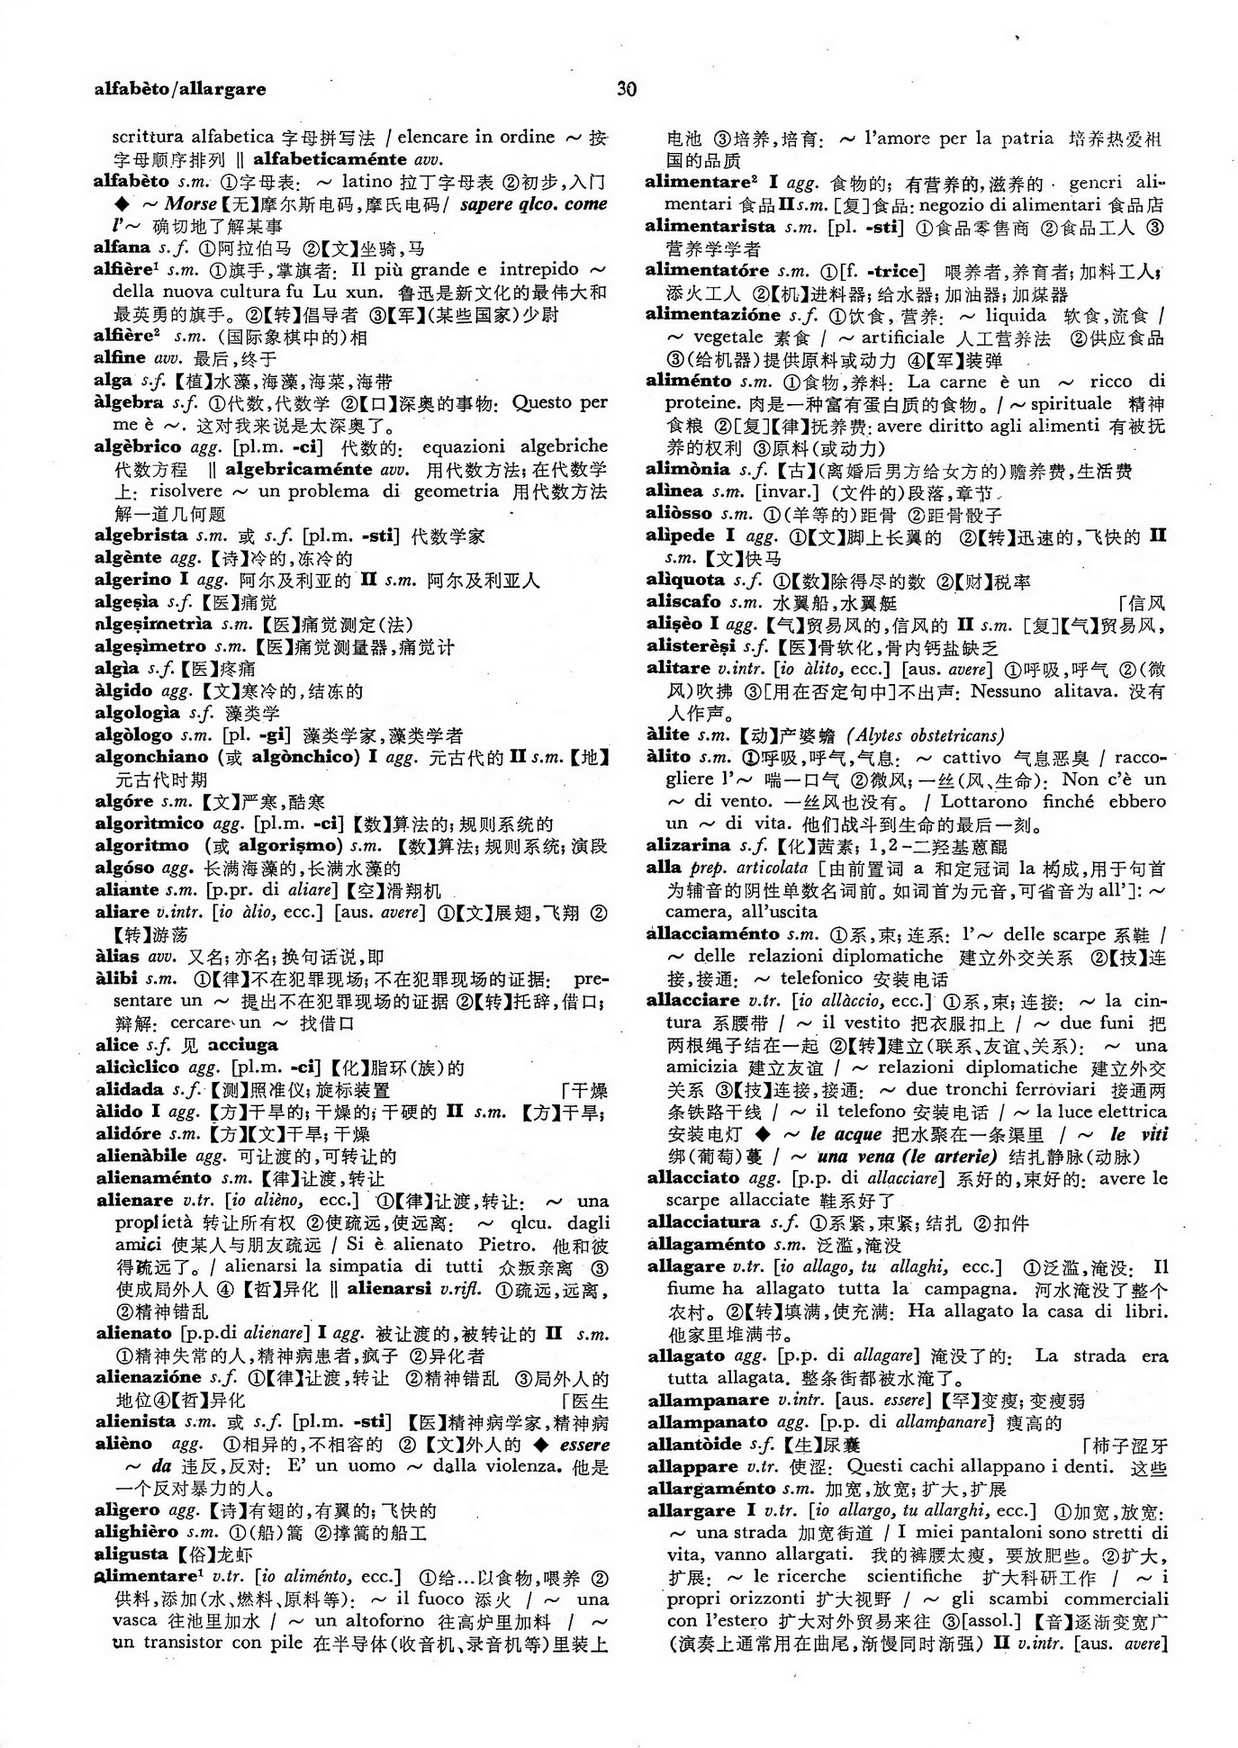 alfabèto/allargare
30
scrittura alfabetica 字母拼写法 / elencare in ordine ～ 按
字母顺序排列 ‖ alfabeticaménte avv.
alfabèto s.m. ①字母表: ～ latino 拉丁字母表 ②初步,入门
◆ ～ Morse【无】摩尔斯电码,摩氏电码/ sapere qlco. come
l'～ 确切地了解某事
alfana s.f. ①阿拉伯马 ②【文】坐骑,马
alfière¹ s.m. ①旗手,掌旗者: Il più grande e intrepido ～
della nuova cultura fu Lu xun. 鲁迅是新文化的最伟大和
最英勇的旗手。②【转】倡导者 ③【军】(某些国家)少尉
alfière² s.m. (国际象棋中的)相
alfine avv. 最后,终于
alga s.f.【植】水藻,海藻,海菜,海带
àlgebra s.f. ①代数,代数学 ②【口】深奥的事物: Questo per
me è ～. 这对我来说是太深奥了。
algèbrico agg. [pl.m. -ci] 代数的: equazioni algebriche
代数方程 ‖ algebricaménte avv. 用代数方法;在代数学
上: risolvere ～ un problema di geometria 用代数方法
解一道几何题
algebrista s.m. 或 s.f. [pl.m. -sti] 代数学家
algènte agg.【诗】冷的,冻冷的
algerino I agg. 阿尔及利亚的 II s.m. 阿尔及利亚人
algeṣìa s.f.【医】痛觉
algeṣimetrìa s.m.【医】痛觉测定(法)
algeṣìmetro s.m.【医】痛觉测量器,痛觉计
algìa s.f.【医】疼痛
àlgido agg.【文】寒冷的,结冻的
algologìa s.f. 藻类学
algòlogo s.m. [pl. -gi] 藻类学家,藻类学者
algonchiano (或 algònchico) I agg. 元古代的 II s.m.【地】
元古代时期
algóre s.m.【文】严寒,酷寒
algorìtmico agg. [pl.m. -ci]【数】算法的;规则系统的
algoritmo (或 algoriṣmo) s.m. 【数】算法;规则系统;演段
algóso agg. 长满海藻的,长满水藻的
aliante s.m. [p.pr. di aliare]【空】滑翔机
aliare v.intr. [io àlio, ecc.] [aus. avere] ①【文】展翅,飞翔 ②
【转】游荡
àlias avv. 又名;亦名;换句话说,即
àlibi s.m. ①【律】不在犯罪现场;不在犯罪现场的证据: pre-
sentare un ～ 提出不在犯罪现场的证据 ②【转】托辞,借口;
辩解: cercare un ～ 找借口
alice s.f. 见 acciuga
alicìclico agg. [pl.m. -ci]【化】脂环(族)的
alidada s.f.【测】照准仪;旋标装置 「干燥
àlido I agg.【方】干旱的;干燥的;干硬的 II s.m. 【方】干旱;
alidóre s.m.【方】【文】干旱;干燥
alienàbile agg. 可让渡的,可转让的
alienaménto s.m.【律】让渡,转让
alienare v.tr. [io alièno, ecc.] ①【律】让渡,转让: ～ una
proplietà 转让所有权 ②使疏远,使远离: ～ qlcu. dagli
amici 使某人与朋友疏远 / Si è alienato Pietro. 他和彼
得疏远了。/ alienarsi la simpatia di tutti 众叛亲离 ③
使成局外人 ④【哲】异化 ‖ alienarsi v.rifl. ①疏远,远离,
②精神错乱
alienato [p.p.di alienare] I agg. 被让渡的,被转让的 II s.m.
①精神失常的人,精神病患者,疯子 ②异化者
alienazióne s.f. ①【律】让渡,转让 ②精神错乱 ③局外人的
地位④【哲】异化 「医生
alienista s.m. 或 s.f. [pl.m. -sti] 【医】精神病学家,精神病
alièno agg. ①相异的,不相容的 ②【文】外人的 ◆ essere
～ da 违反,反对: E' un uomo ～ dalla violenza. 他是
一个反对暴力的人。
alìgero agg.【诗】有翅的,有翼的;飞快的
alighièro s.m. ①(船)篙 ②撑篙的船工
aligusta【俗】龙虾
alimentare¹ v.tr. [io aliménto, ecc.] ①给…以食物,喂养 ②
供料,添加(水、燃料、原料等): ～ il fuoco 添火 / ～ una
vasca 往池里加水 / ～ un altoforno 往高炉里加料 / ～
un transistor con pile 在半导体(收音机、录音机等)里装上
电池 ③培养,培育: ～ l'amore per la patria 培养热爱祖
国的品质
alimentare² I agg. 食物的; 有营养的,滋养的 · generi ali-
mentari 食品 II s.m. [复]食品: negozio di alimentari 食品店
alimentarista s.m. [pl. -sti] ①食品零售商 ②食品工人 ③
营养学学者
alimentatóre s.m. ①[f. -trice] 喂养者,养育者;加料工人;
添火工人 ②【机】进料器;给水器;加油器;加煤器
alimentazióne s.f. ①饮食,营养: ～ liquida 软食,流食 /
～ vegetale 素食 / ～ artificiale 人工营养法 ②供应食品
③(给机器)提供原料或动力 ④【军】装弹
aliménto s.m. ①食物,养料: La carne è un ～ ricco di
proteine. 肉是一种富有蛋白质的食物。/ ～ spirituale 精神
食粮 ②[复]【律】抚养费: avere diritto agli alimenti 有被抚
养的权利 ③原料(或动力)
alimònia s.f.【古】(离婚后男方给女方的)赡养费,生活费
alìnea s.m. [invar.] (文件的)段落,章节
aliòsso s.m. ①(羊等的)距骨 ②距骨骰子
alìpede I agg. ①【文】脚上长翼的 ②【转】迅速的,飞快的 II
s.m.【文】快马
alìquota s.f. ①【数】除得尽的数 ②【财】税率
aliscafo s.m. 水翼船,水翼艇 「信风
aliṣèo I agg.【气】贸易风的,信风的 II s.m. [复]【气】贸易风,
alisterèṣi s.f.【医】骨软化,骨内钙盐缺乏
alitare v.intr. [io àlito, ecc.] [aus. avere] ①呼吸,呼气 ②(微
风)吹拂 ③[用在否定句中]不出声: Nessuno alitava. 没有
人作声。
àlite s.m.【动】产婆蟾 (Alytes obstetricans)
àlito s.m. ①呼吸,呼气,气息: ～ cattivo 气息恶臭 / racco-
gliere l'～ 喘一口气 ②微风;一丝(风、生命): Non c'è un
～ di vento. 一丝风也没有。/ Lottarono finché ebbero
un ～ di vita. 他们战斗到生命的最后一刻。
alizarina s.f.【化】茜素; 1,2-二羟基蒽醌
alla prep. articolata [由前置词 a 和定冠词 la 构成,用于句首
为辅音的阴性单数名词前。如词首为元音,可省音为 all']: ～
camera, all'uscita
allacciaménto s.m. ①系,束;连系: l'～ delle scarpe 系鞋 /
～ delle relazioni diplomatiche 建立外交关系 ②【技】连
接,接通: ～ telefonico 安装电话
allacciare v.tr. [io allàccio, ecc.] ①系,束;连接: ～ la cin-
tura 系腰带 / ～ il vestito 把衣服扣上 / ～ due funi 把
两根绳子结在一起 ②【转】建立(联系、友谊、关系): ～ una
amicizia 建立友谊 / ～ relazioni diplomatiche 建立外交
关系 ③【技】连接,接通: ～ due tronchi ferroviari 接通两
条铁路干线 / ～ il telefono 安装电话 / ～ la luce elettrica
安装电灯 ◆ ～ le acque 把水聚在一条渠里 / ～ le viti
绑(葡萄)蔓 / ～ una vena (le arterie) 结扎静脉(动脉)
allacciato agg. [p.p. di allacciare] 系好的,束好的: avere le
scarpe allacciate 鞋系好了
allacciatura s.f. ①系紧,束紧;结扎 ②扣件
allagaménto s.m. 泛滥,淹没
allagare v.tr. [io allago, tu allaghi, ecc.] ①泛滥,淹没: Il
fiume ha allagato tutta la campagna. 河水淹没了整个
农村。②【转】填满,使充满: Ha allagato la casa di libri.
他家里堆满书。
allagato agg. [p.p. di allagare] 淹没了的: La strada era
tutta allagata. 整条街都被水淹了。
allampanare v.intr. [aus. essere]【罕】变瘦;变瘦弱
allampanato agg. [p.p. di allampanare] 瘦高的
allantòide s.f.【生】尿囊 「柿子涩牙
allappare v.tr. 使涩: Questi cachi allappano i denti. 这些
allargaménto s.m. 加宽,放宽;扩大,扩展
allargare I v.tr. [io allargo, tu allarghi, ecc.] ①加宽,放宽:
～ una strada 加宽街道 / I miei pantaloni sono stretti di
vita, vanno allargati. 我的裤腰太瘦, 要放肥些。②扩大,
扩展: ～ le ricerche scientifiche 扩大科研工作 / ～ i
propri orizzonti 扩大视野 / ～ gli scambi commerciali
con l'estero 扩大对外贸易来往 ③[assol.] 【音】逐渐变宽广
(演奏上通常用在曲尾,渐慢同时渐强) II v.intr. [aus. avere]